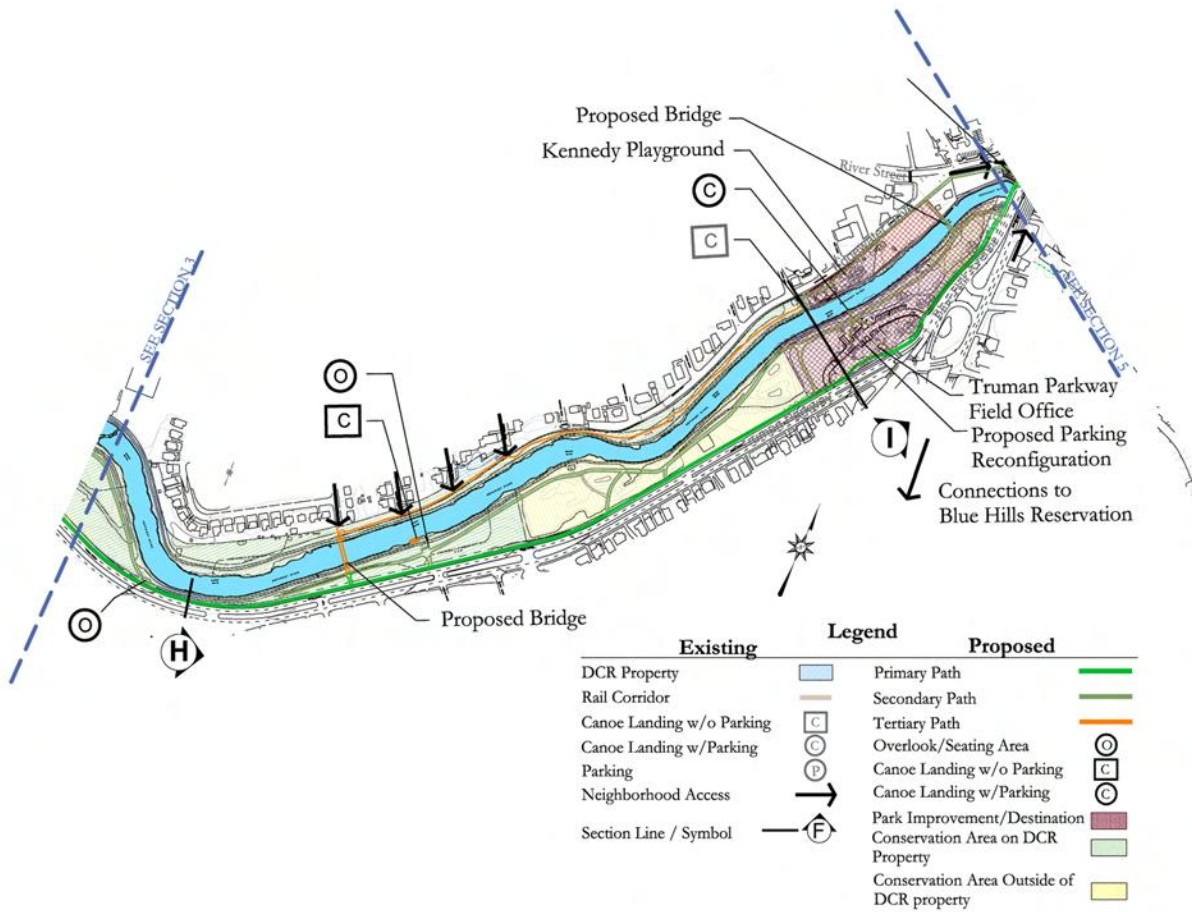 Proposed Bridge
Kennedy Playground
River Street
C
C
SEE SECTION 3
SEE SECTION 5
O
C
Truman Parkway
Field Office
Proposed Parking
Reconfiguration
I
Connections to
Blue Hills Reservation
Proposed Bridge
O
H
Legend
Existing
Proposed
DCR Property
Rail Corridor
Canoe Landing w/o Parking
C
Canoe Landing w/Parking
C
Parking
P
Neighborhood Access
Section Line / Symbol
F
Primary Path
Secondary Path
Tertiary Path
Overlook/Seating Area
O
Canoe Landing w/o Parking
C
Canoe Landing w/Parking
C
Park Improvement/Destination
Conservation Area on DCR
Property
Conservation Area Outside of
DCR property